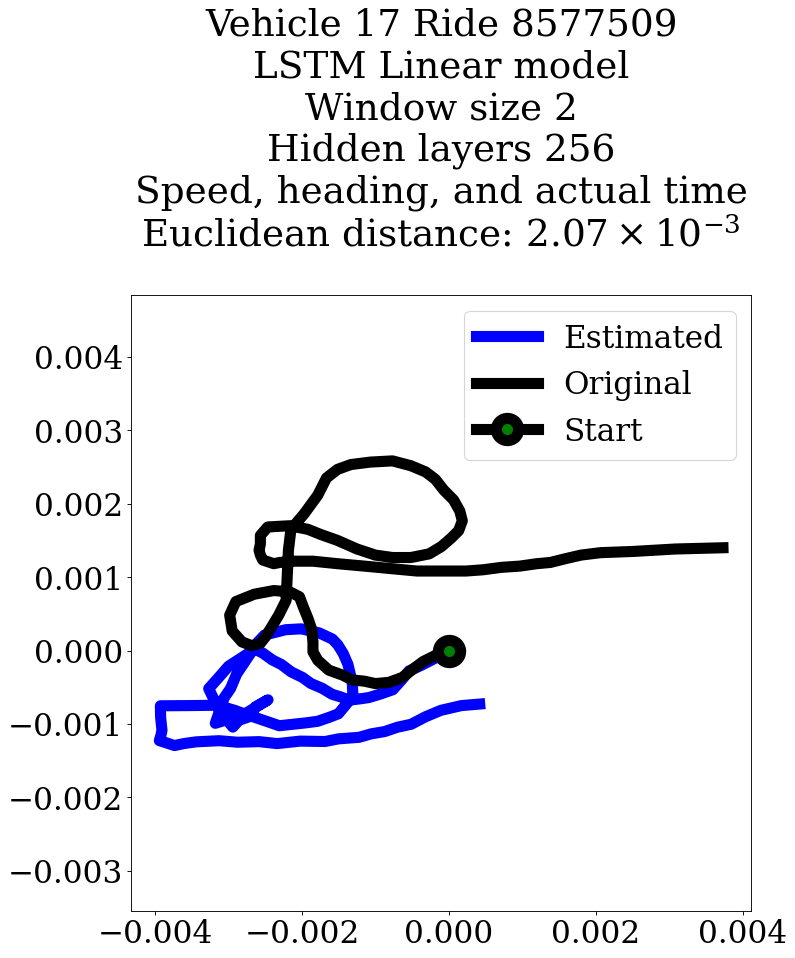 Vehicle 17 Ride 8577509
LSTM Linear model
Window size 2
Hidden layers 256
Speed, heading, and actual time
Euclidean distance: 2.07 × 10⁻³
Estimated
Original
Start
0.004
0.003
0.002
0.001
0.000
−0.001
−0.002
−0.003
−0.004 −0.002 0.000 0.002 0.004